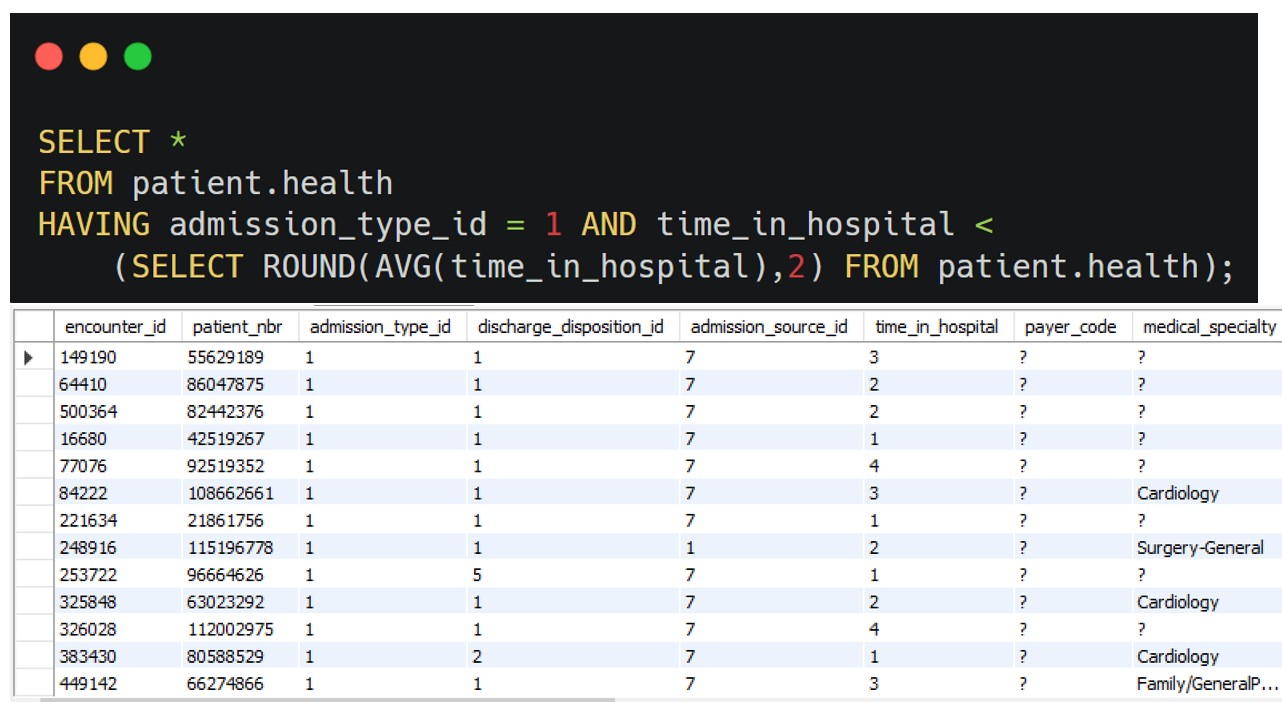 SELECT *
FROM patient.health
HAVING admission_type_id = 1 AND time_in_hospital <
(SELECT ROUND(AVG(time_in_hospital),2) FROM patient.health);
encounter_id patient_nbr admission_type_id discharge_disposition_id admission_source_id time_in_hospital payer_code medical_specialty
149190 55629189 1 1 7 3 ? ?
64410 86047875 1 1 7 2 ? ?
500364 82442376 1 1 7 2 ? ?
16680 42519267 1 1 7 1 ? ?
77076 92519352 1 1 7 4 ? ?
84222 108662661 1 1 7 3 ? Cardiology
221634 21861756 1 1 7 1 ? ?
248916 115196778 1 1 1 2 ? Surgery-General
253722 96664626 1 5 7 1 ? ?
325848 63023292 1 1 7 2 ? Cardiology
326028 112002975 1 1 7 4 ? ?
383430 80588529 1 2 7 1 ? Cardiology
449142 66274866 1 1 7 3 ? Family/GeneralP...